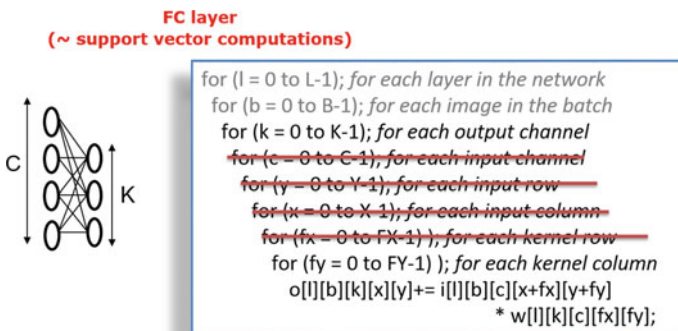 FC layer
(~ support vector computations)
for (l = 0 to L-1); for each layer in the network
for (b = 0 to B-1); for each image in the batch
for (k = 0 to K-1); for each output channel
for (c = 0 to C-1); for each input channel
for (y = 0 to Y-1); for each input row
for (x = 0 to X-1); for each input column
for (fx = 0 to FX-1) ); for each kernel row
for (fy = 0 to FY-1) ); for each kernel column
o[l][b][k][x][y]+= i[l][b][c][x+fx][y+fy]
* w[l][k][c][fx][fy];
C
K